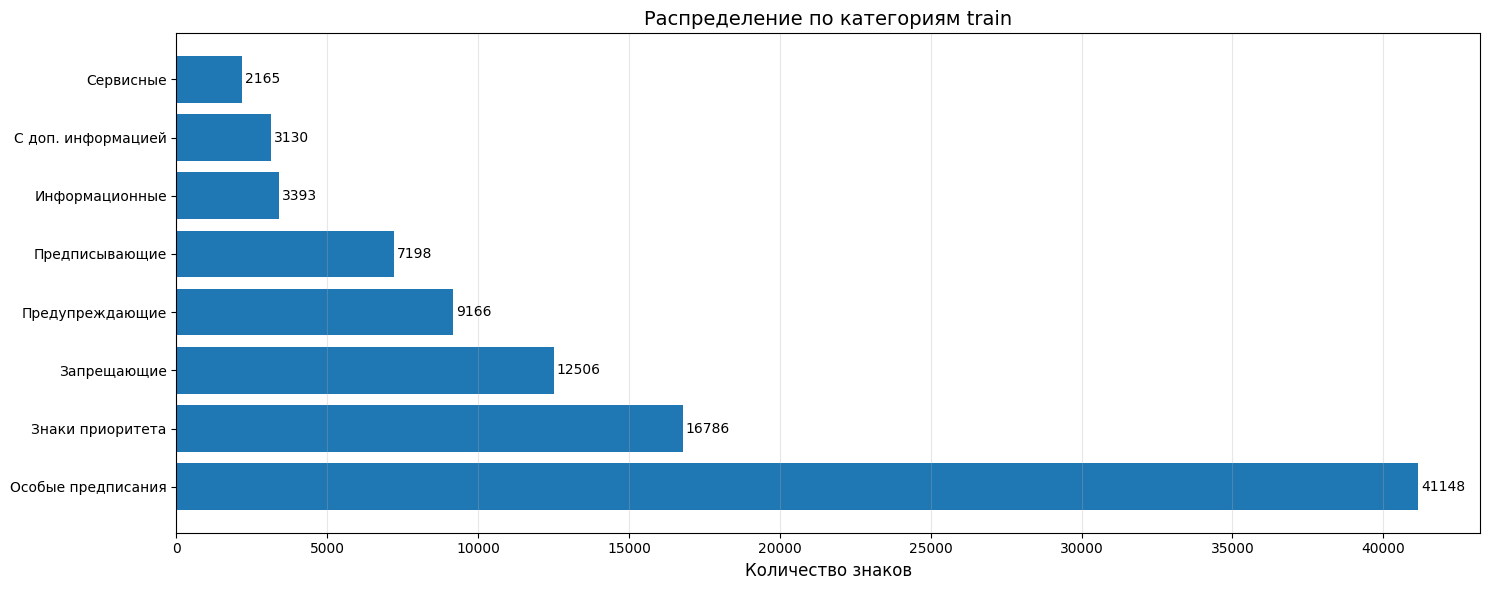 Распределение по категориям train
Сервисные 2165
С доп. информацией 3130
Информационные 3393
Предписывающие 7198
Предупреждающие 9166
Запрещающие 12506
Знаки приоритета 16786
Особые предписания 41148
0 5000 10000 15000 20000 25000 30000 35000 40000
Количество знаков